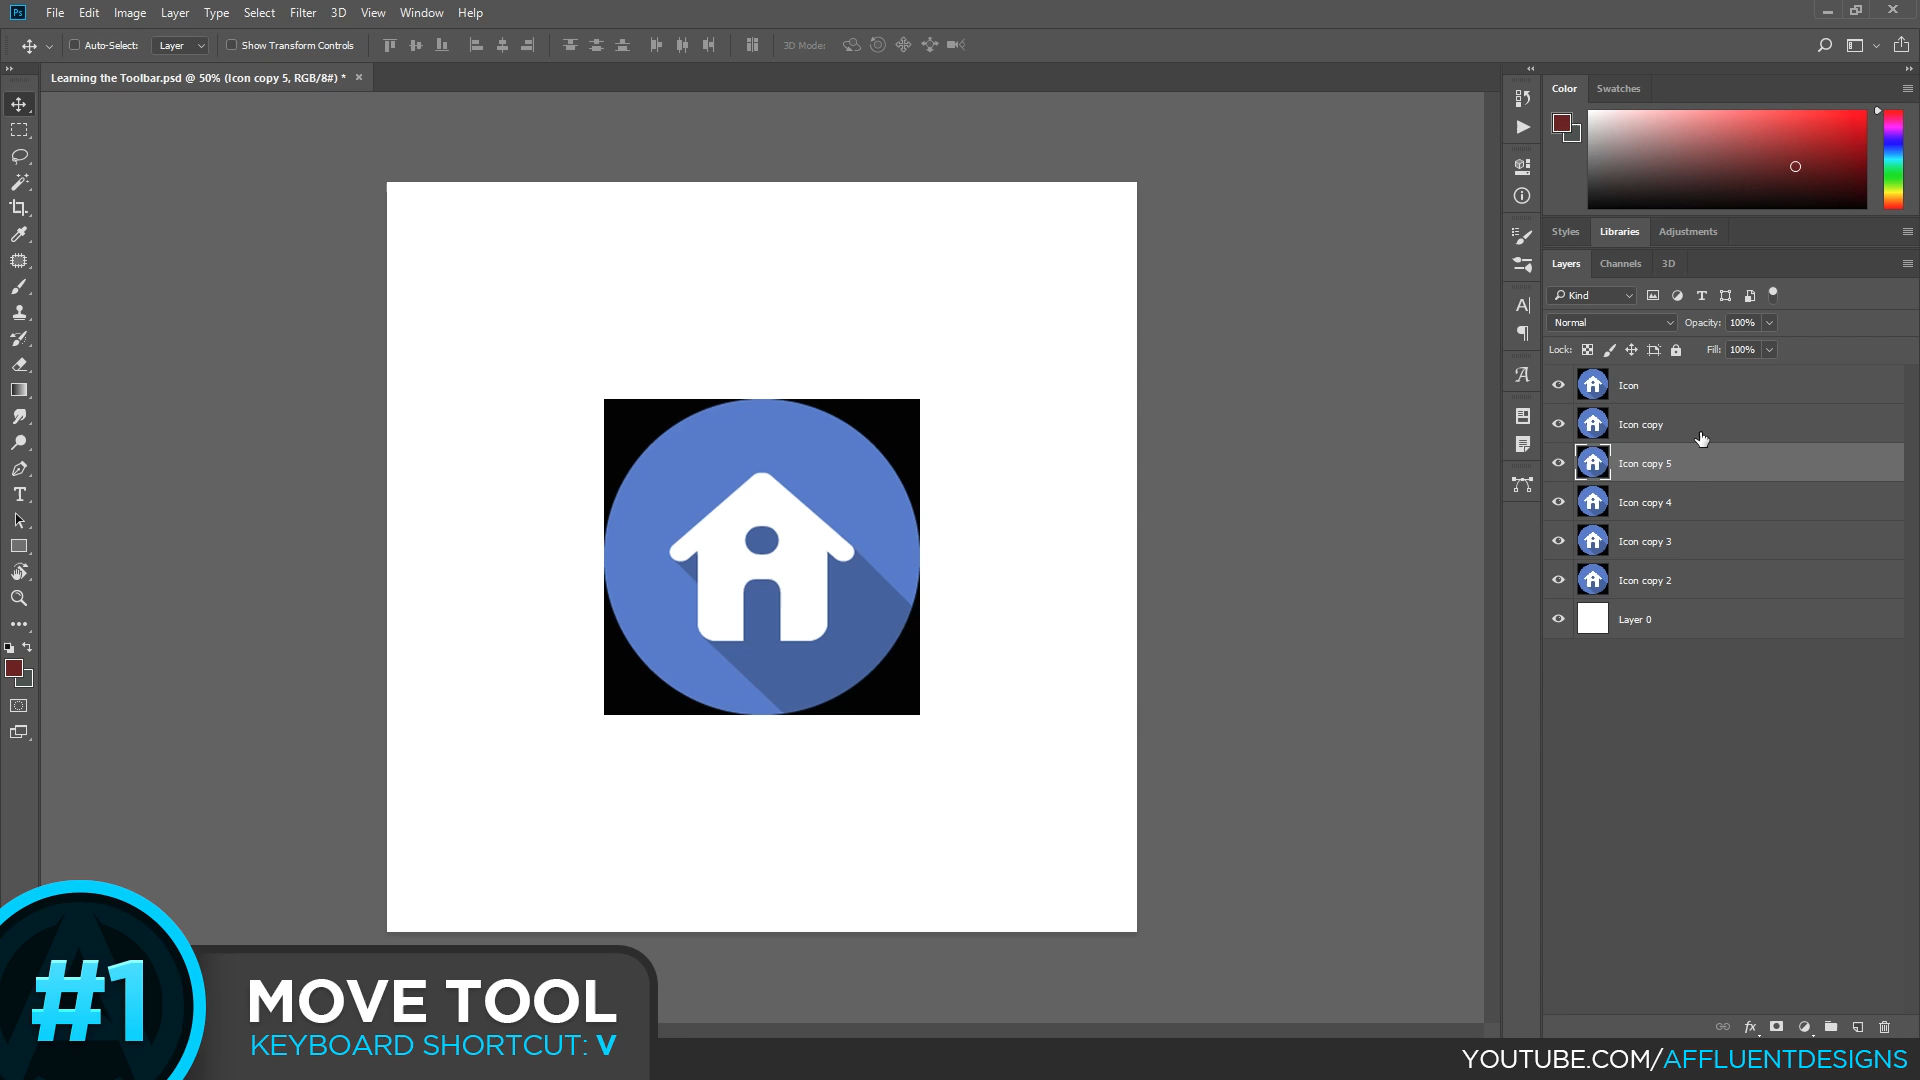 Ps File Edit Image Layer Type Select Filter 3D View Window Help
Auto-Select: Layer Show Transform Controls 3D Mode:
Learning the Toolbar.psd @ 50% (Icon copy 5, RGB/8#) * ×
Color Swatches
Styles Libraries Adjustments
Layers Channels 3D
Kind
Normal Opacity: 100%
Lock: Fill: 100%
Icon
Icon copy
Icon copy 5
Icon copy 4
Icon copy 3
Icon copy 2
Layer 0
fx
#1
MOVE TOOL
KEYBOARD SHORTCUT: V
YOUTUBE.COM/AFFLUENTDESIGNS